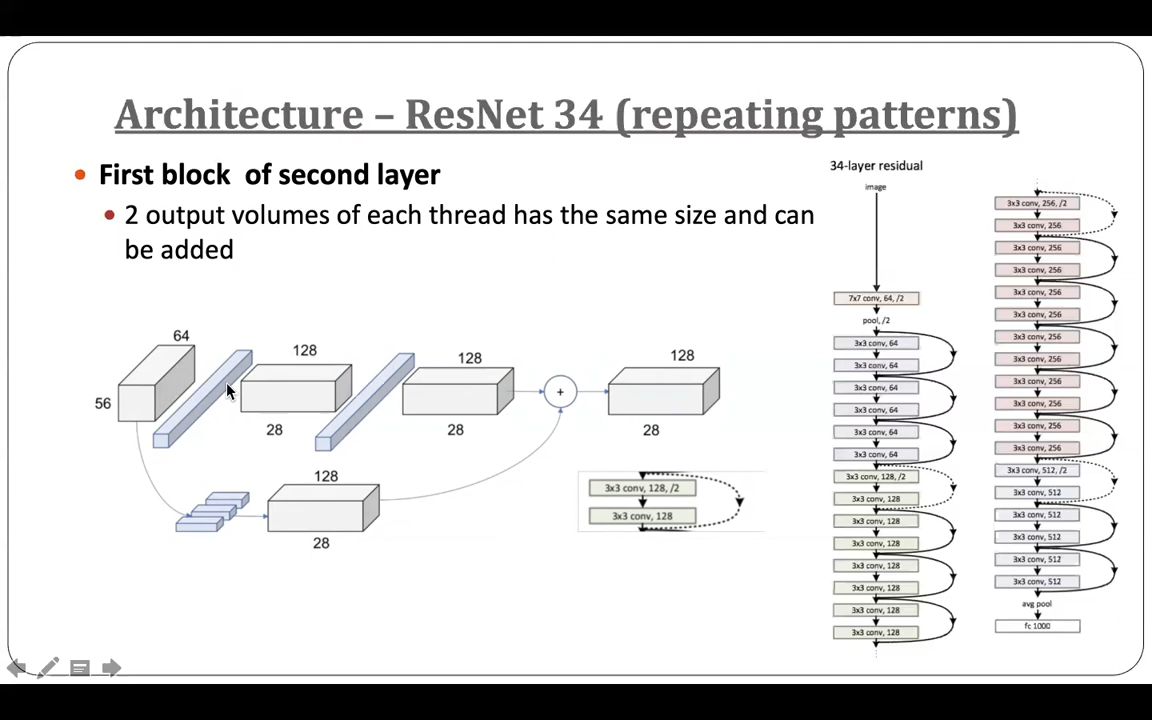 Architecture – ResNet 34 (repeating patterns)
• First block of second layer
• 2 output volumes of each thread has the same size and can
be added
64
56
128
28
128
28
+
128
28
128
28
3x3 conv, 128, /2
3x3 conv, 128
34-layer residual
image
7x7 conv, 64, /2
pool, /2
3x3 conv, 64
3x3 conv, 64
3x3 conv, 64
3x3 conv, 64
3x3 conv, 64
3x3 conv, 64
3x3 conv, 128, /2
3x3 conv, 128
3x3 conv, 128
3x3 conv, 128
3x3 conv, 128
3x3 conv, 128
3x3 conv, 128
3x3 conv, 128
3x3 conv, 256, /2
3x3 conv, 256
3x3 conv, 256
3x3 conv, 256
3x3 conv, 256
3x3 conv, 256
3x3 conv, 256
3x3 conv, 256
3x3 conv, 256
3x3 conv, 256
3x3 conv, 256
3x3 conv, 256
3x3 conv, 512, /2
3x3 conv, 512
3x3 conv, 512
3x3 conv, 512
3x3 conv, 512
3x3 conv, 512
avg pool
fc 1000